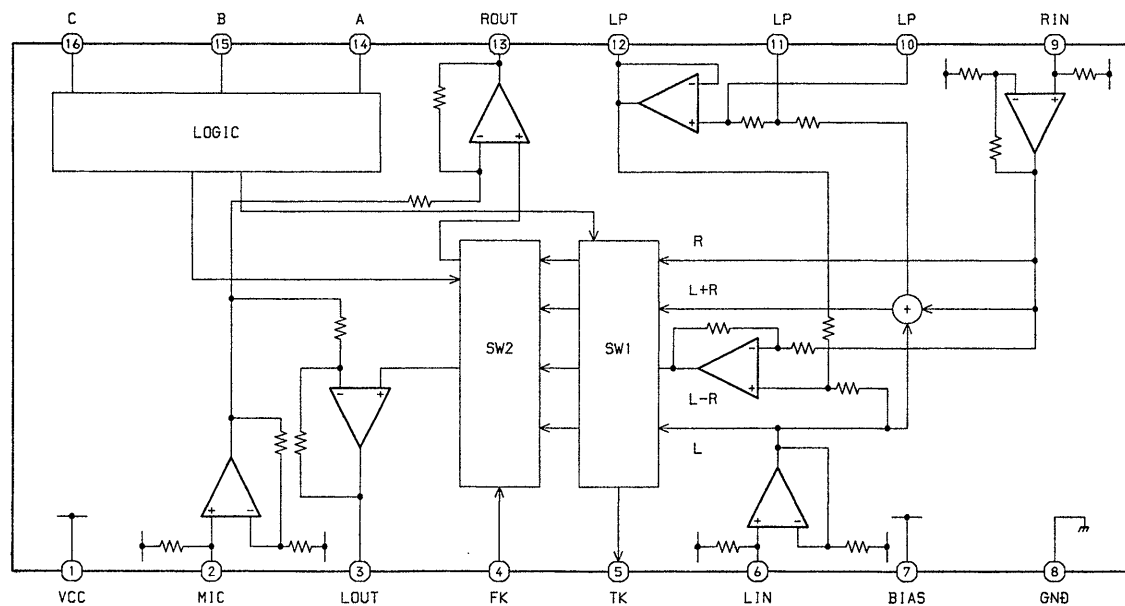 C B A ROUT LP LP LP RIN
16 15 14 13 12 11 10 9
- - +
+
LOGIC
- +
R
L+R
+
SW2 SW1
-
- +
+
L-R
L
+ - + -
1 2 3 4 5 6 7 8
VCC MIC LOUT FK TK LIN BIAS GND